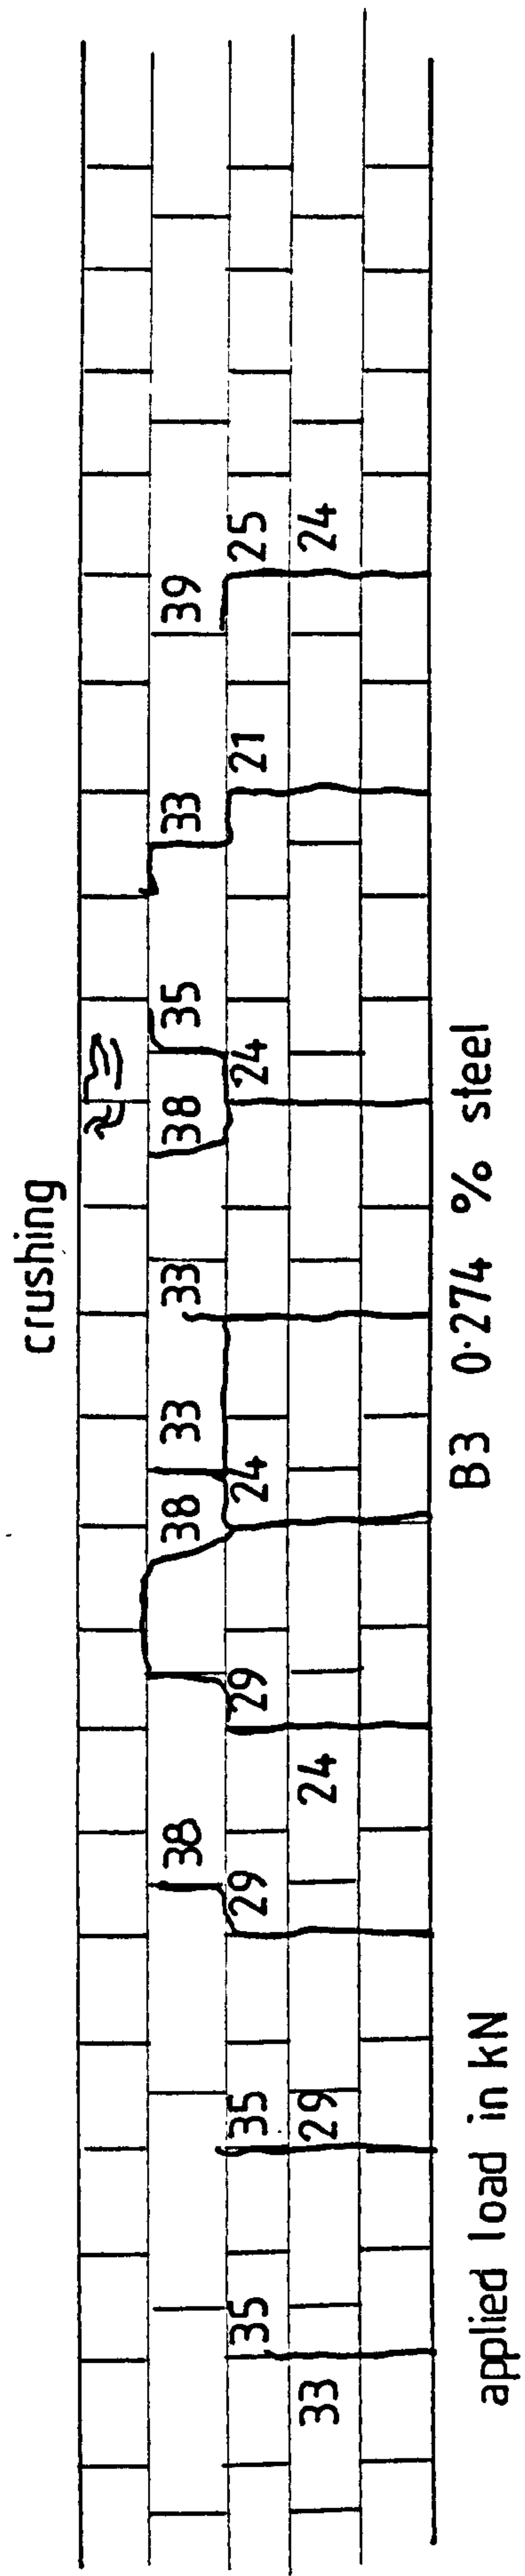 crushing
38 38 33 33 38 35 33 39
35 35 29 29 24 24 21 25
33 29 24 24
B3 0·274 % steel
applied load in kN